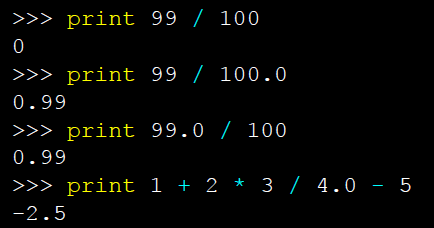 >>> print 99 / 100
0
>>> print 99 / 100.0
0.99
>>> print 99.0 / 100
0.99
>>> print 1 + 2 * 3 / 4.0 - 5
-2.5